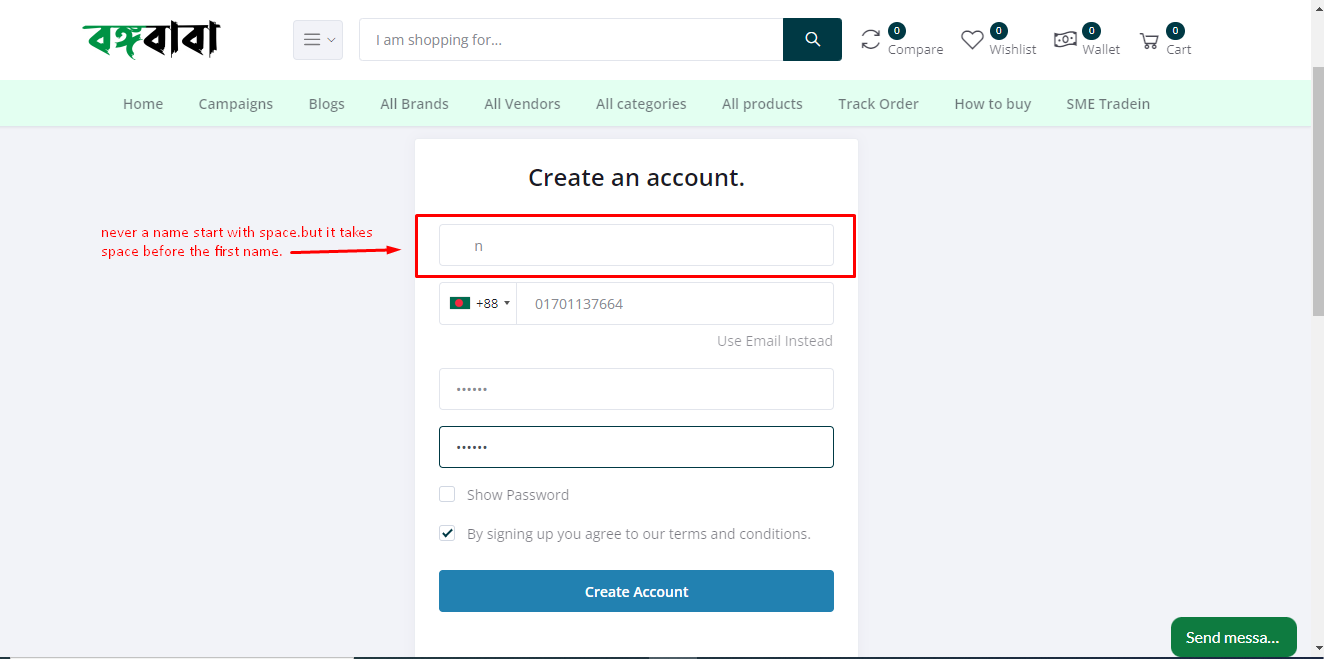 বঙ্গবাবা
I am shopping for...
0
Compare
0
Wishlist
0
Wallet
0
Cart
Home Campaigns Blogs All Brands All Vendors All categories All products Track Order How to buy SME Tradein
Create an account.
never a name start with space.but it takes
space before the first name.
n
+88 01701137664
Use Email Instead
••••••
••••••
Show Password
By signing up you agree to our terms and conditions.
Create Account
Send messa...